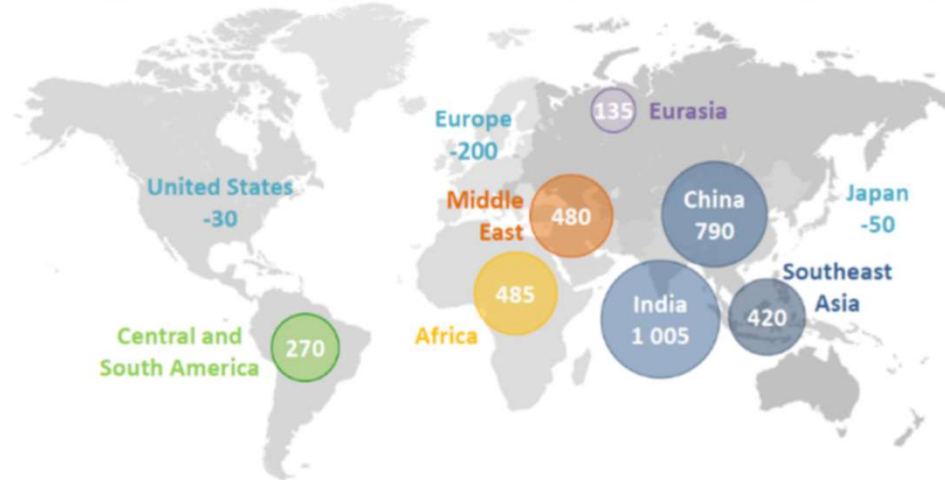 135
Eurasia
Europe
-200
United States
-30
Middle
East
480
China
790
Japan
-50
Southeast
Asia
485
Africa
India
1 005
420
Central and
South America
270